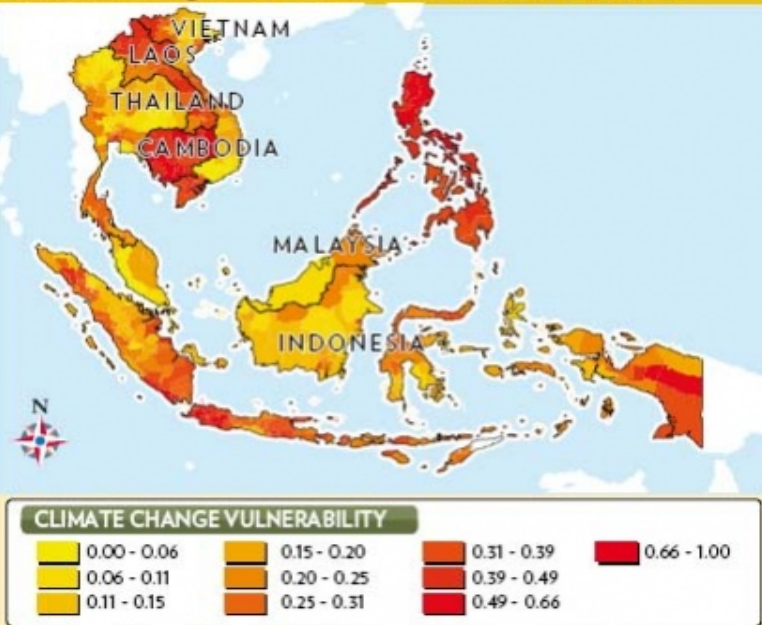 VIETNAM
LAOS
THAILAND
CAMBODIA
MALAYSIA
INDONESIA
N
CLIMATE CHANGE VULNERABILITY
0.00 - 0.06
0.06 - 0.11
0.11 - 0.15
0.15 - 0.20
0.20 - 0.25
0.25 - 0.31
0.31 - 0.39
0.39 - 0.49
0.49 - 0.66
0.66 - 1.00